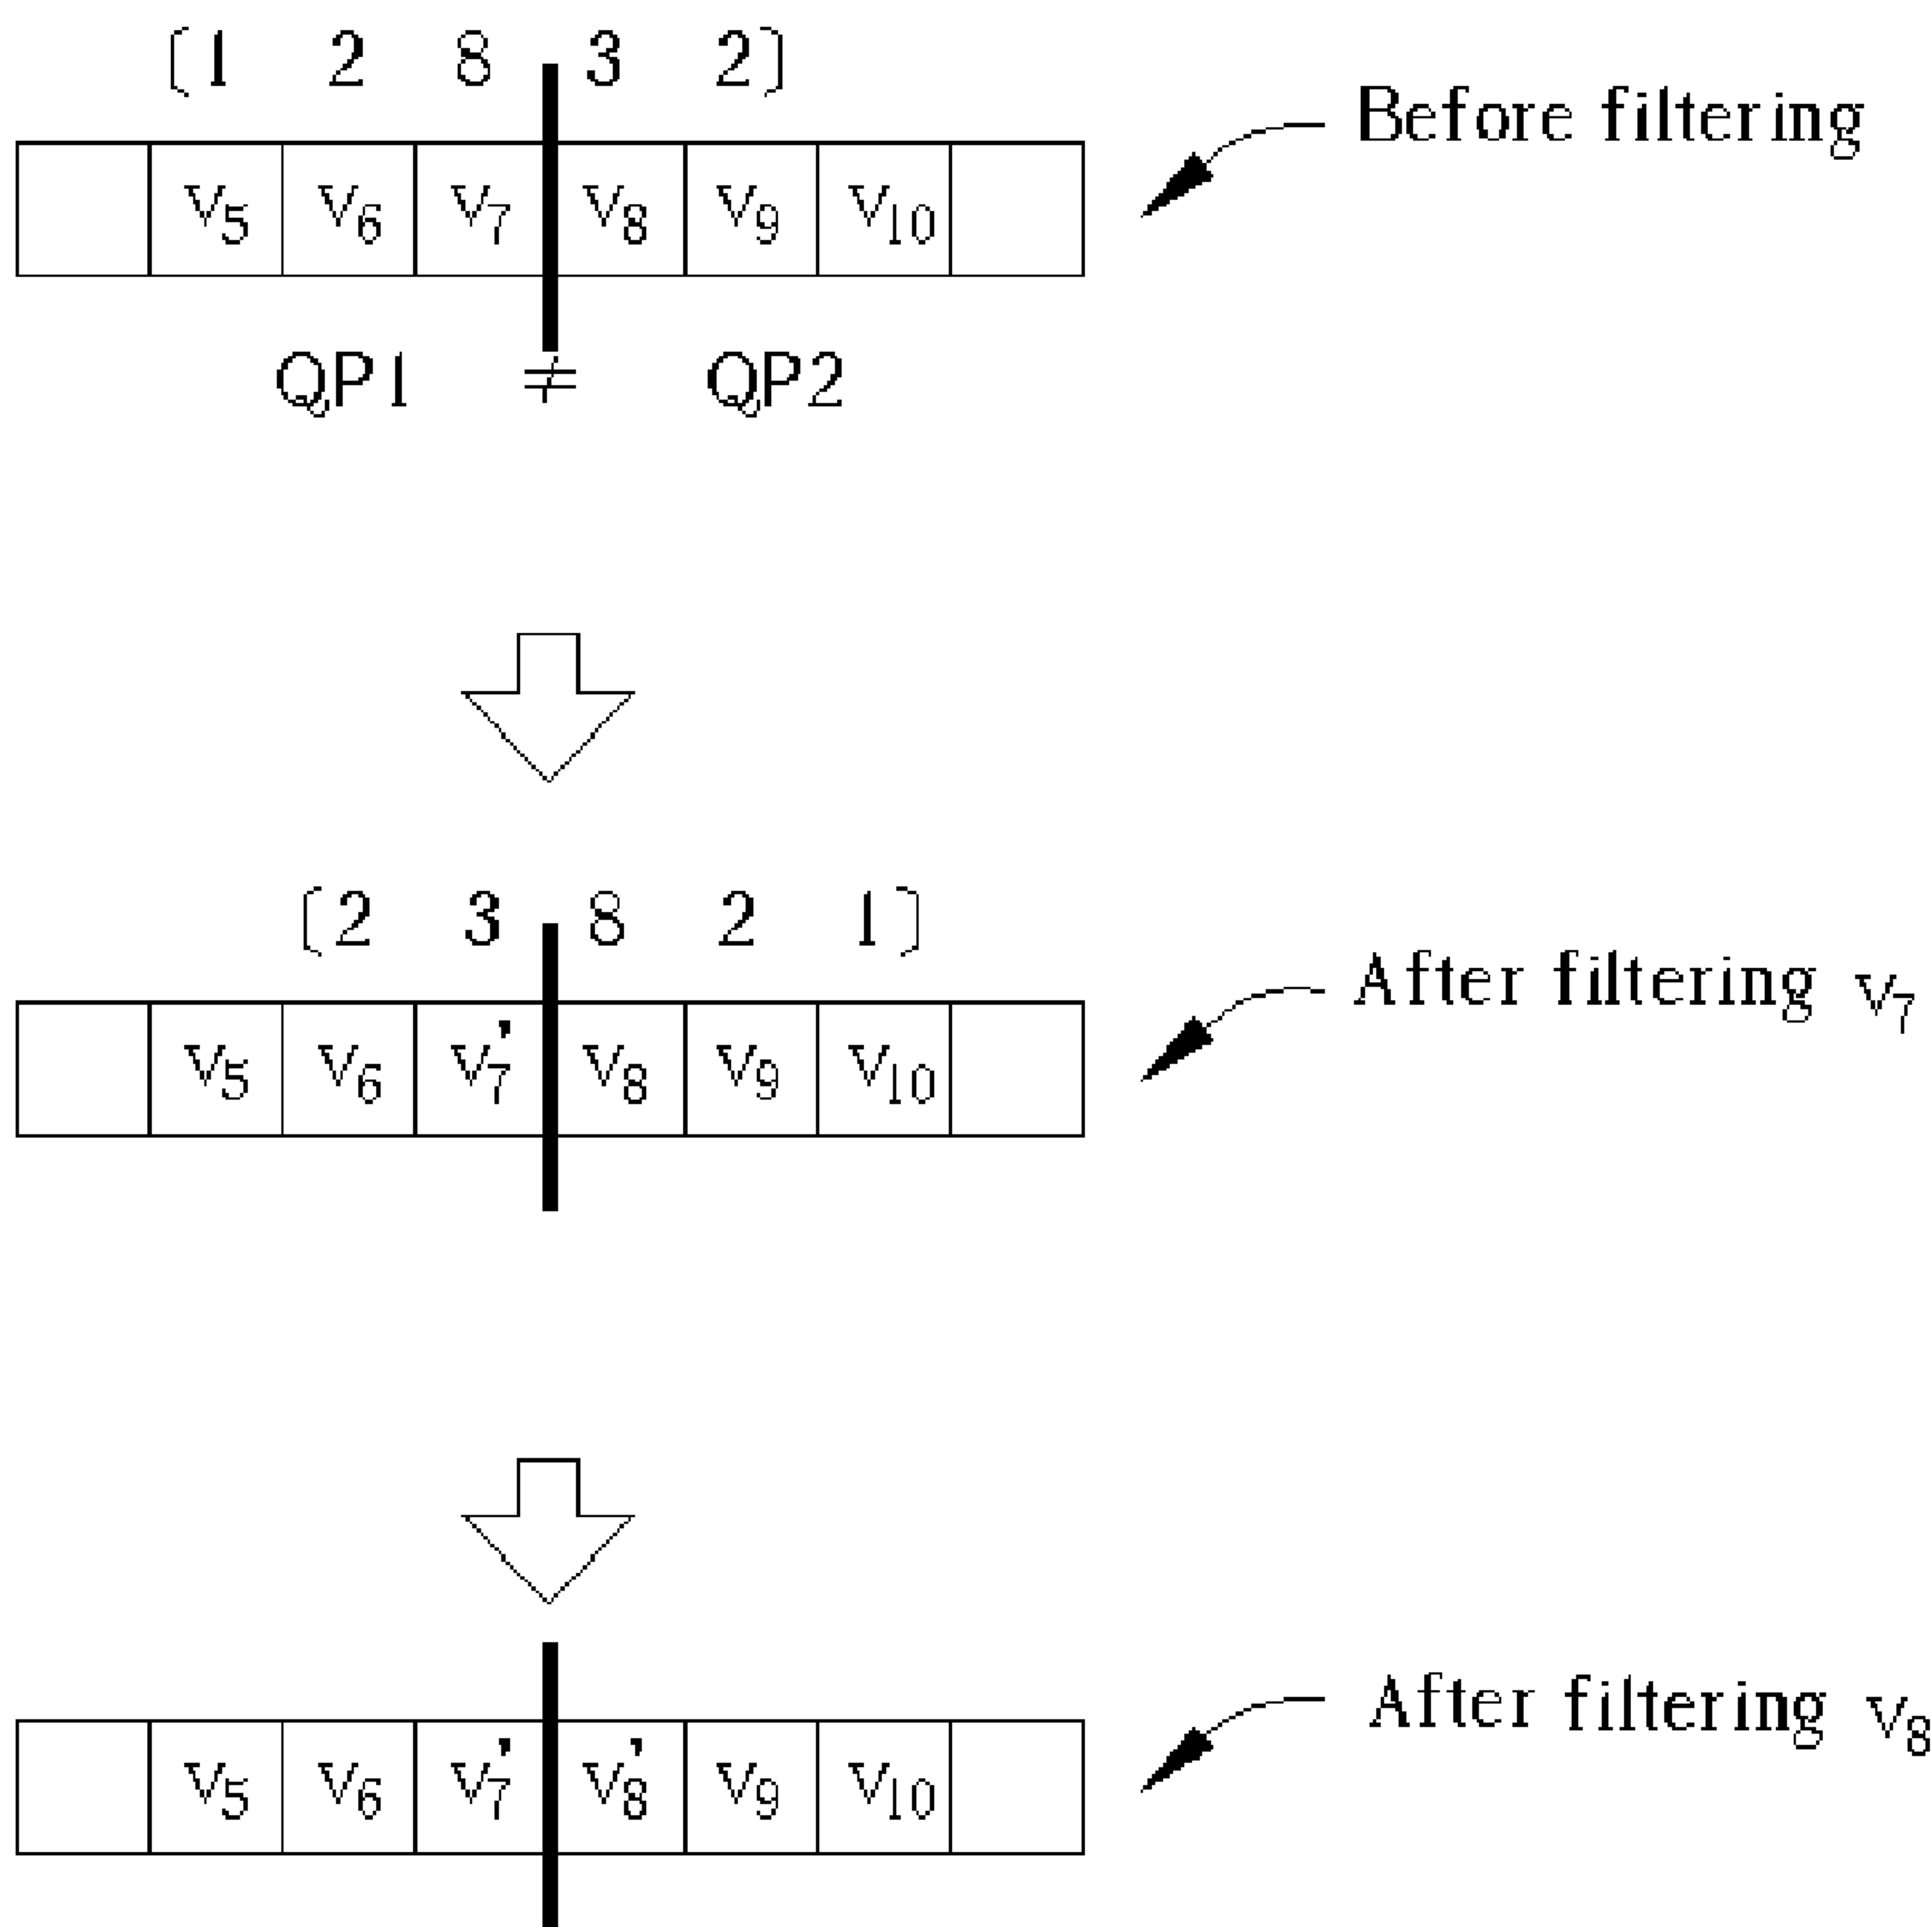 (1 2 8 3 2)
Before filtering
V5 V6 V7 V8 V9 V10
QP1 ≠ QP2
(2 3 8 2 1)
After filtering V7
V5 V6 V7' V8 V9 V10
After filtering V8
V5 V6 V7' V8' V9 V10